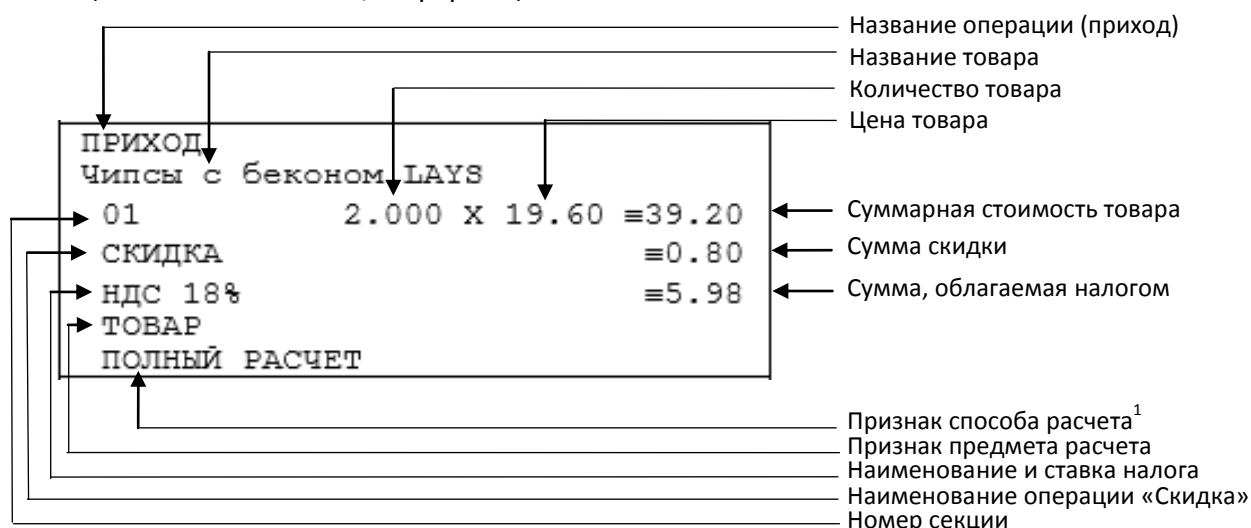 Название операции (приход)
Название товара
Количество товара
Цена товара
ПРИХОД
Чипсы с беконом LAYS
01 2.000 X 19.60 ≡39.20
Суммарная стоимость товара
СКИДКА ≡0.80
Сумма скидки
НДС 18% ≡5.98
Сумма, облагаемая налогом
ТОВАР
ПОЛНЫЙ РАСЧЕТ
Признак способа расчета¹
Признак предмета расчета
Наименование и ставка налога
Наименование операции «Скидка»
Номер секции